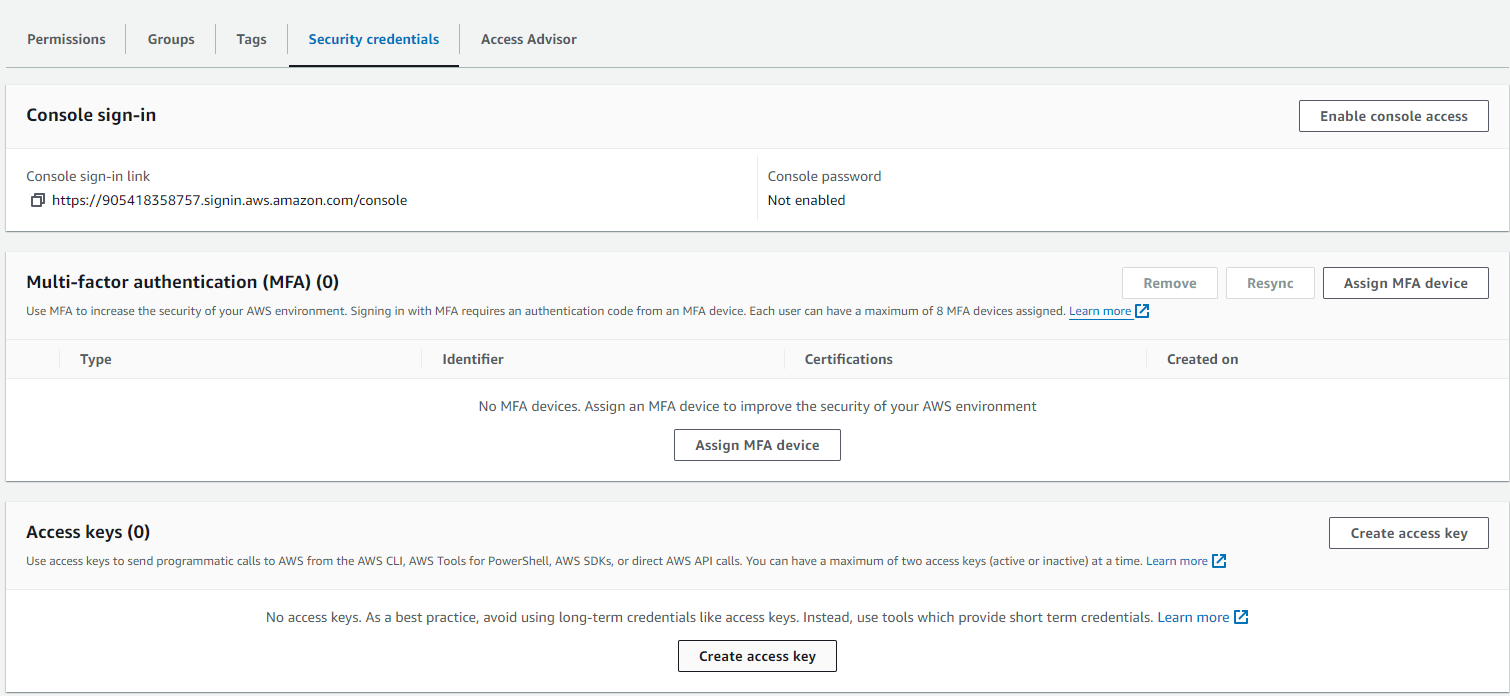 Permissions
Groups
Tags
Security credentials
Access Advisor
Console sign-in
Enable console access
Console sign-in link
https://905418358757.signin.aws.amazon.com/console
Console password
Not enabled
Multi-factor authentication (MFA) (0)
Remove
Resync
Assign MFA device
Use MFA to increase the security of your AWS environment. Signing in with MFA requires an authentication code from an MFA device. Each user can have a maximum of 8 MFA devices assigned. Learn more
Type
Identifier
Certifications
Created on
No MFA devices. Assign an MFA device to improve the security of your AWS environment
Assign MFA device
Access keys (0)
Create access key
Use access keys to send programmatic calls to AWS from the AWS CLI, AWS Tools for PowerShell, AWS SDKs, or direct AWS API calls. You can have a maximum of two access keys (active or inactive) at a time. Learn more
No access keys. As a best practice, avoid using long-term credentials like access keys. Instead, use tools which provide short term credentials. Learn more
Create access key